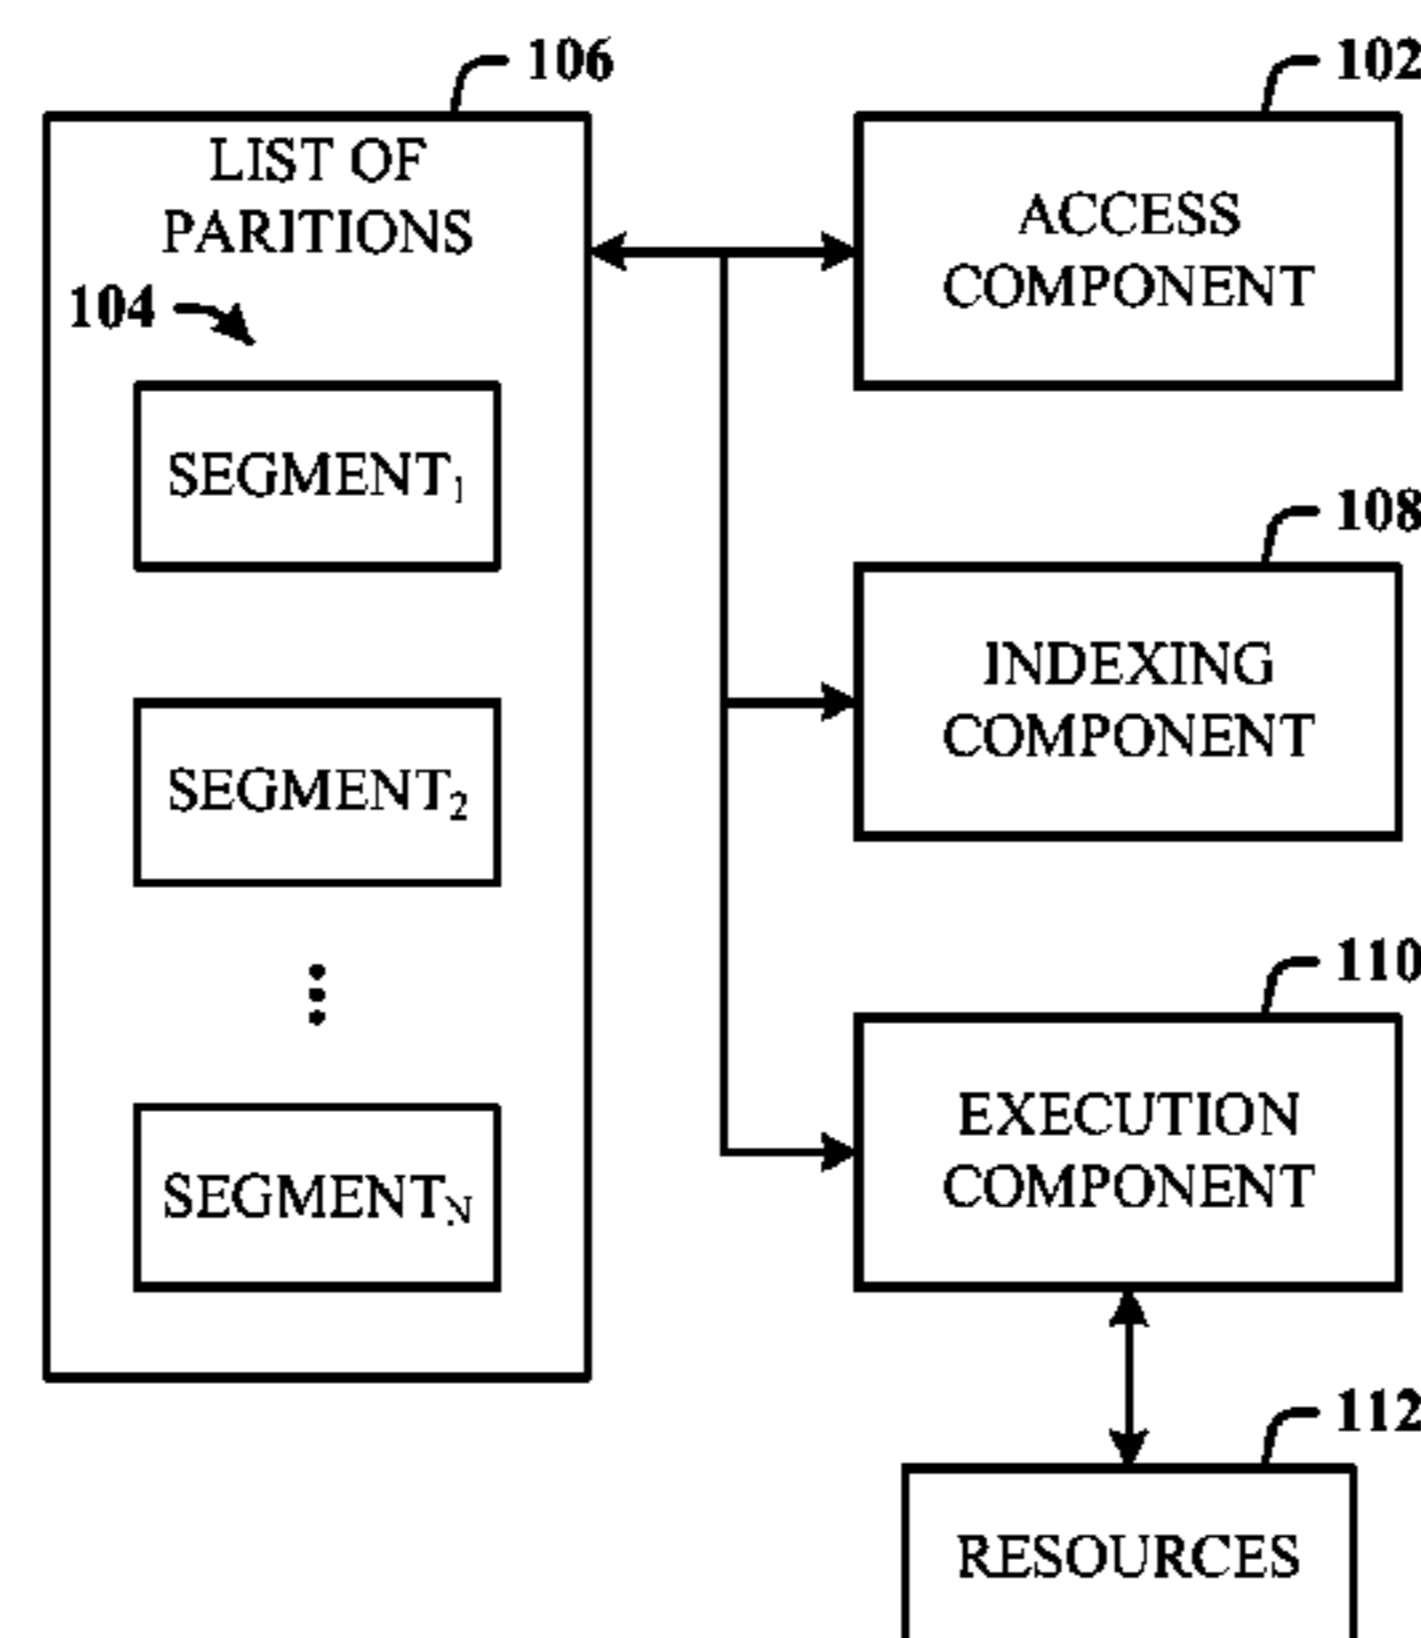 106
LIST OF
PARITIONS
104
SEGMENT1
SEGMENT2
SEGMENTN
102
ACCESS
COMPONENT
108
INDEXING
COMPONENT
110
EXECUTION
COMPONENT
112
RESOURCES